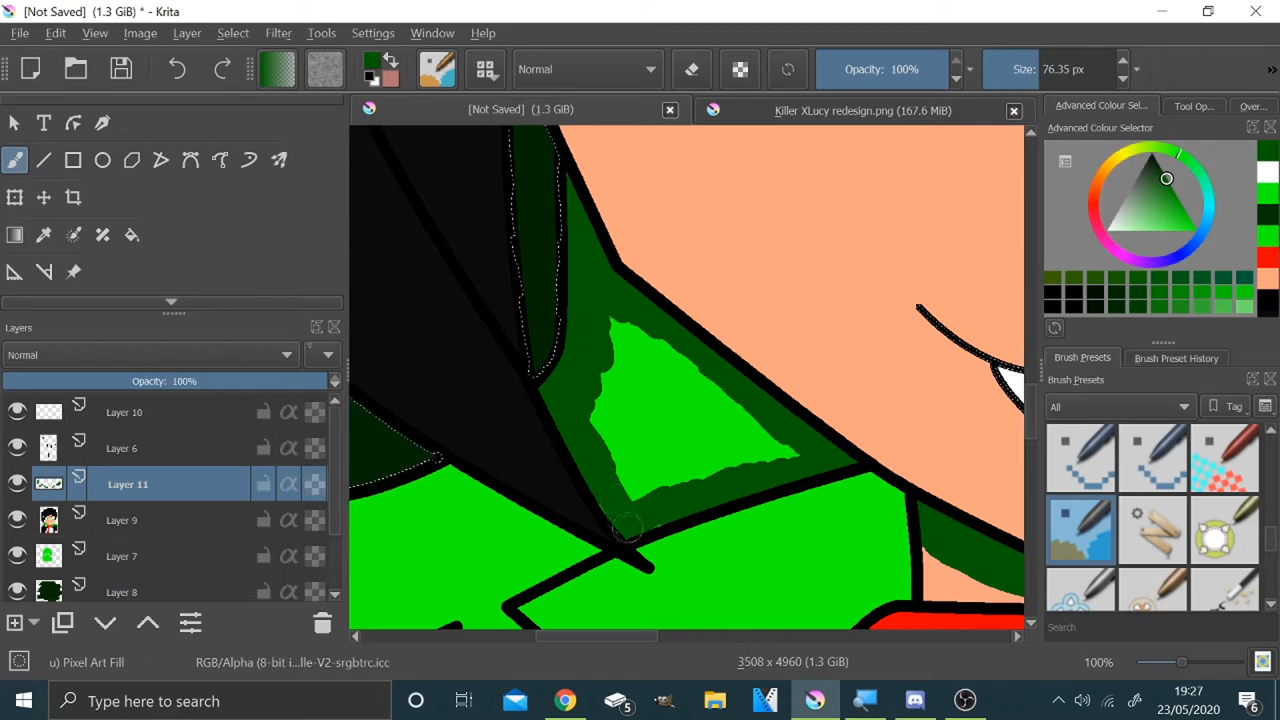 [Not Saved] (1.3 GiB) * - Krita
File Edit View Image Layer Select Filter Tools Settings Window Help
Normal
Opacity: 100%
Size: 76.35 px
»
[Not Saved] (1.3 GiB)
Killer XLucy redesign.png (167.6 MiB)
Advanced Colour Sel...
Tool Op...
Over...
Advanced Colour Selector
Layers
Normal
Opacity: 100%
Layer 10
Layer 6
Layer 11
Layer 9
Layer 7
Layer 8
Brush Presets
Brush Preset History
Brush Presets
All
Tag
Search
u) Pixel Art Fill
RGB/Alpha (8-bit i...lle-V2-srgbtrc.icc
3508 x 4960 (1.3 GiB)
100%
Type here to search
5
19:27
23/05/2020
6